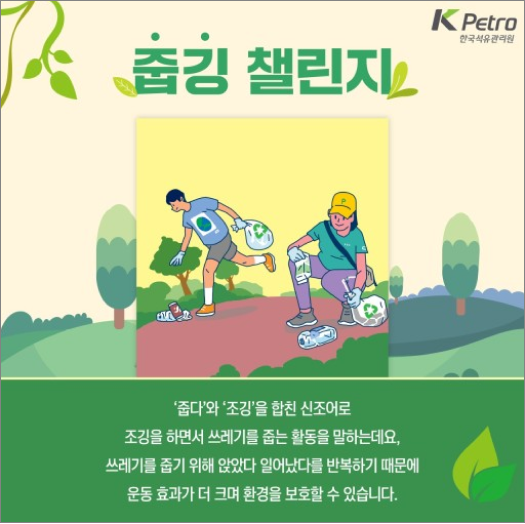 K Petro
한국석유관리원
줍깅 챌린지
‘줍다’와 ‘조깅’을 합친 신조어로
조깅을 하면서 쓰레기를 줍는 활동을 말하는데요,
쓰레기를 줍기 위해 앉았다 일어났다를 반복하기 때문에
운동 효과가 더 크며 환경을 보호할 수 있습니다.